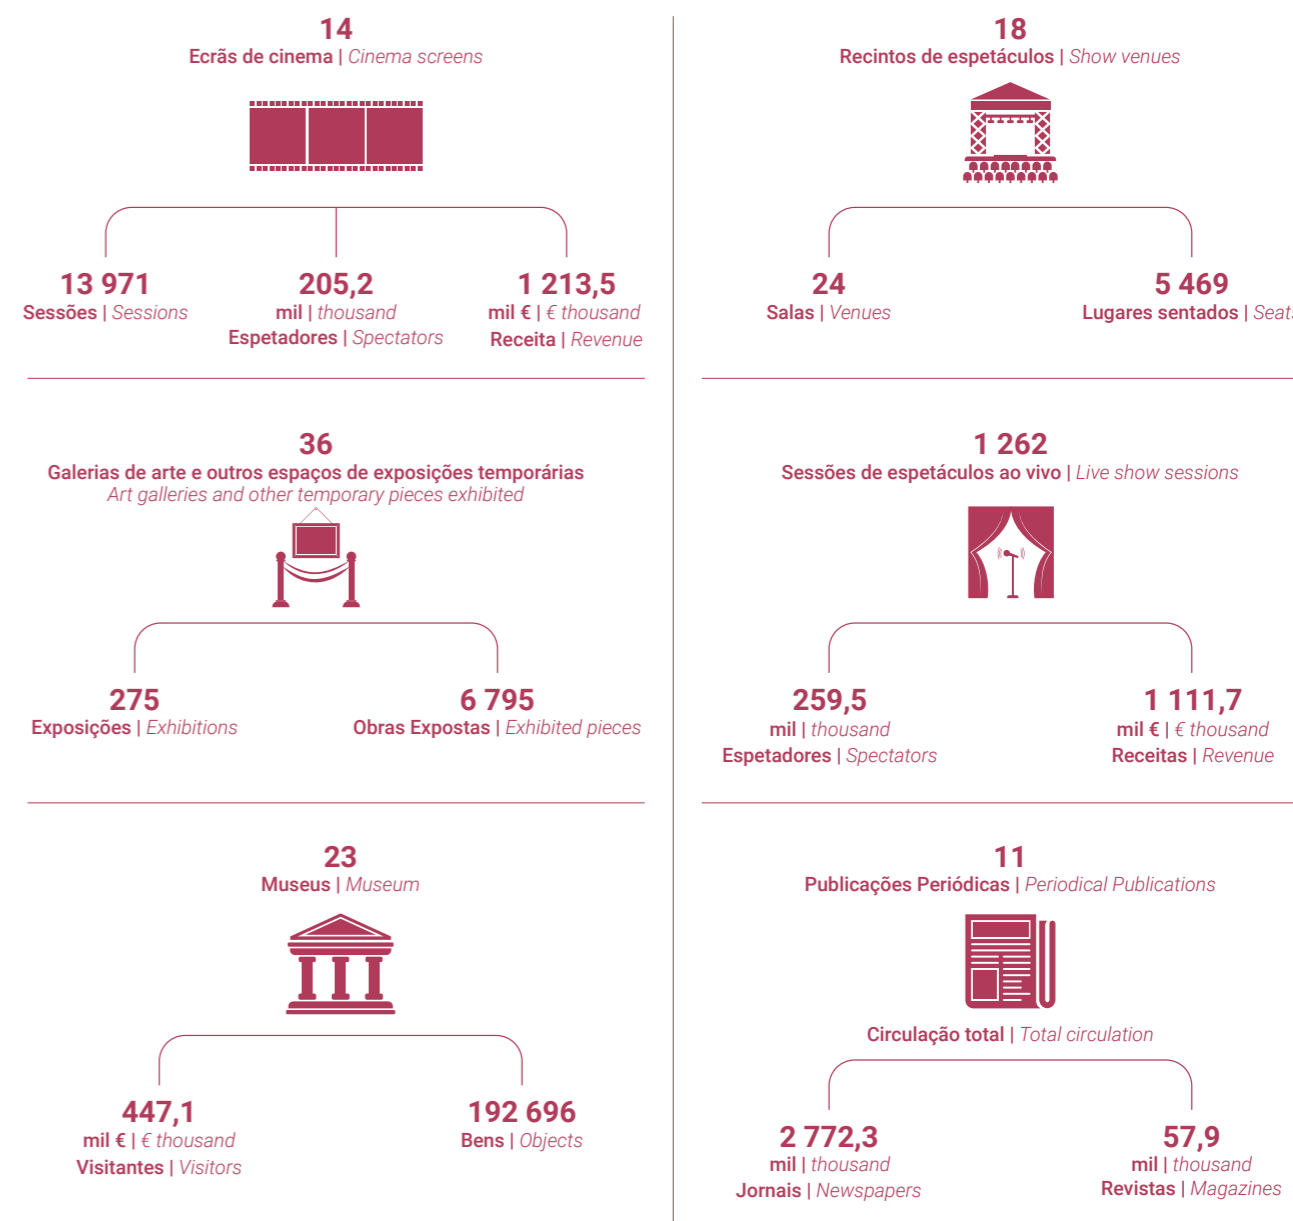 14
Ecrãs de cinema | Cinema screens
13 971
Sessões | Sessions
205,2
mil | thousand
Espetadores | Spectators
1 213,5
mil € | € thousand
Receita | Revenue
18
Recintos de espetáculos | Show venues
24
Salas | Venues
5 469
Lugares sentados | Seats
36
Galerias de arte e outros espaços de exposições temporárias
Art galleries and other temporary pieces exhibited
275
Exposições | Exhibitions
6 795
Obras Expostas | Exhibited pieces
1 262
Sessões de espetáculos ao vivo | Live show sessions
259,5
mil | thousand
Espetadores | Spectators
1 111,7
mil € | € thousand
Receitas | Revenue
23
Museus | Museum
447,1
mil € | € thousand
Visitantes | Visitors
192 696
Bens | Objects
11
Publicações Periódicas | Periodical Publications
Circulação total | Total circulation
2 772,3
mil | thousand
Jornais | Newspapers
57,9
mil | thousand
Revistas | Magazines